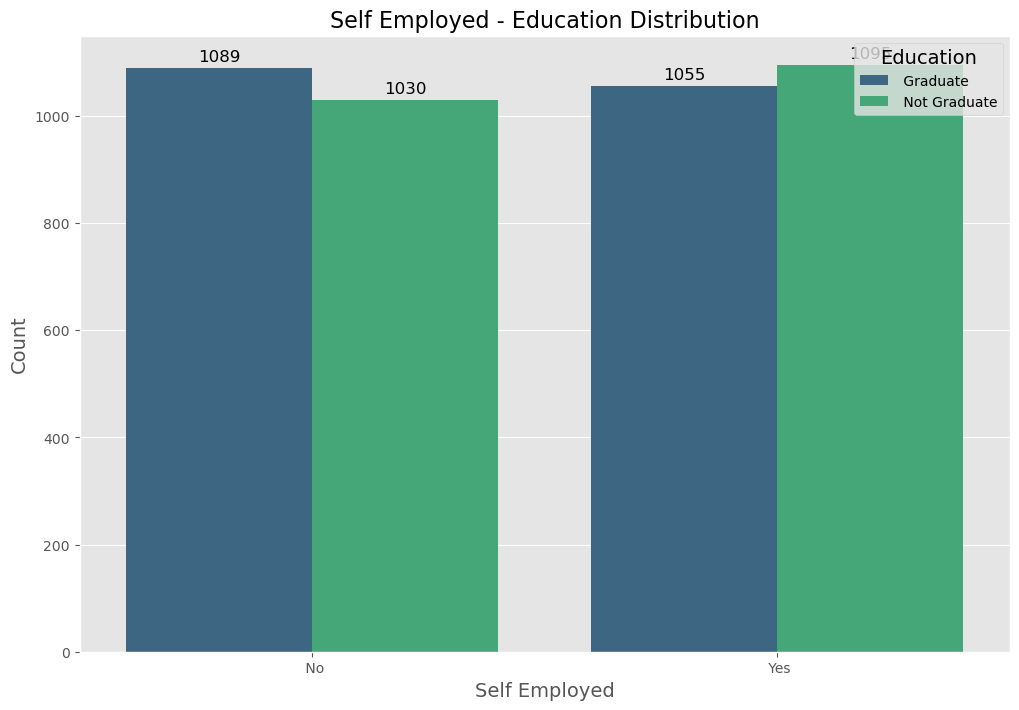 Self Employed - Education Distribution
1089
1030
1055
1095
Education
Graduate
Not Graduate
1000
800
600
400
200
0
Count
No
Yes
Self Employed